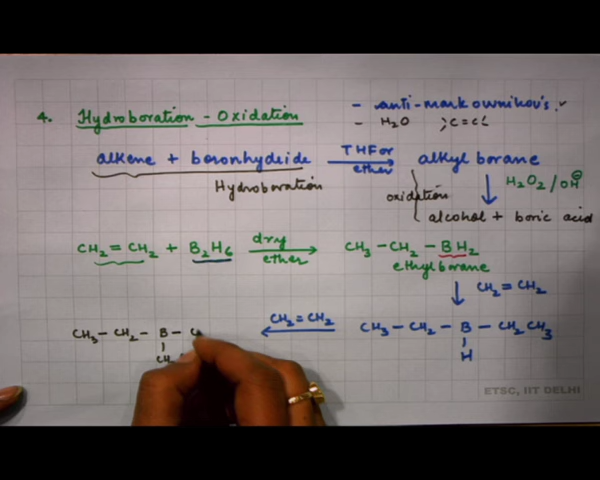 4. Hydroboration - Oxidation
- anti-markownikov's.
- H2O >C=C<
alkene + boronhydride THF or ether alkyl borane
Hydroboration
oxidation H2O2/OH⊖
alcohol + boric acid
CH2=CH2 + B2H6 dry ether CH3-CH2-BH2
ethylborane
CH2=CH2
CH3-CH2-B- CH2=CH2 CH3-CH2-B-CH2CH3
H
ETSC, IIT DELHI